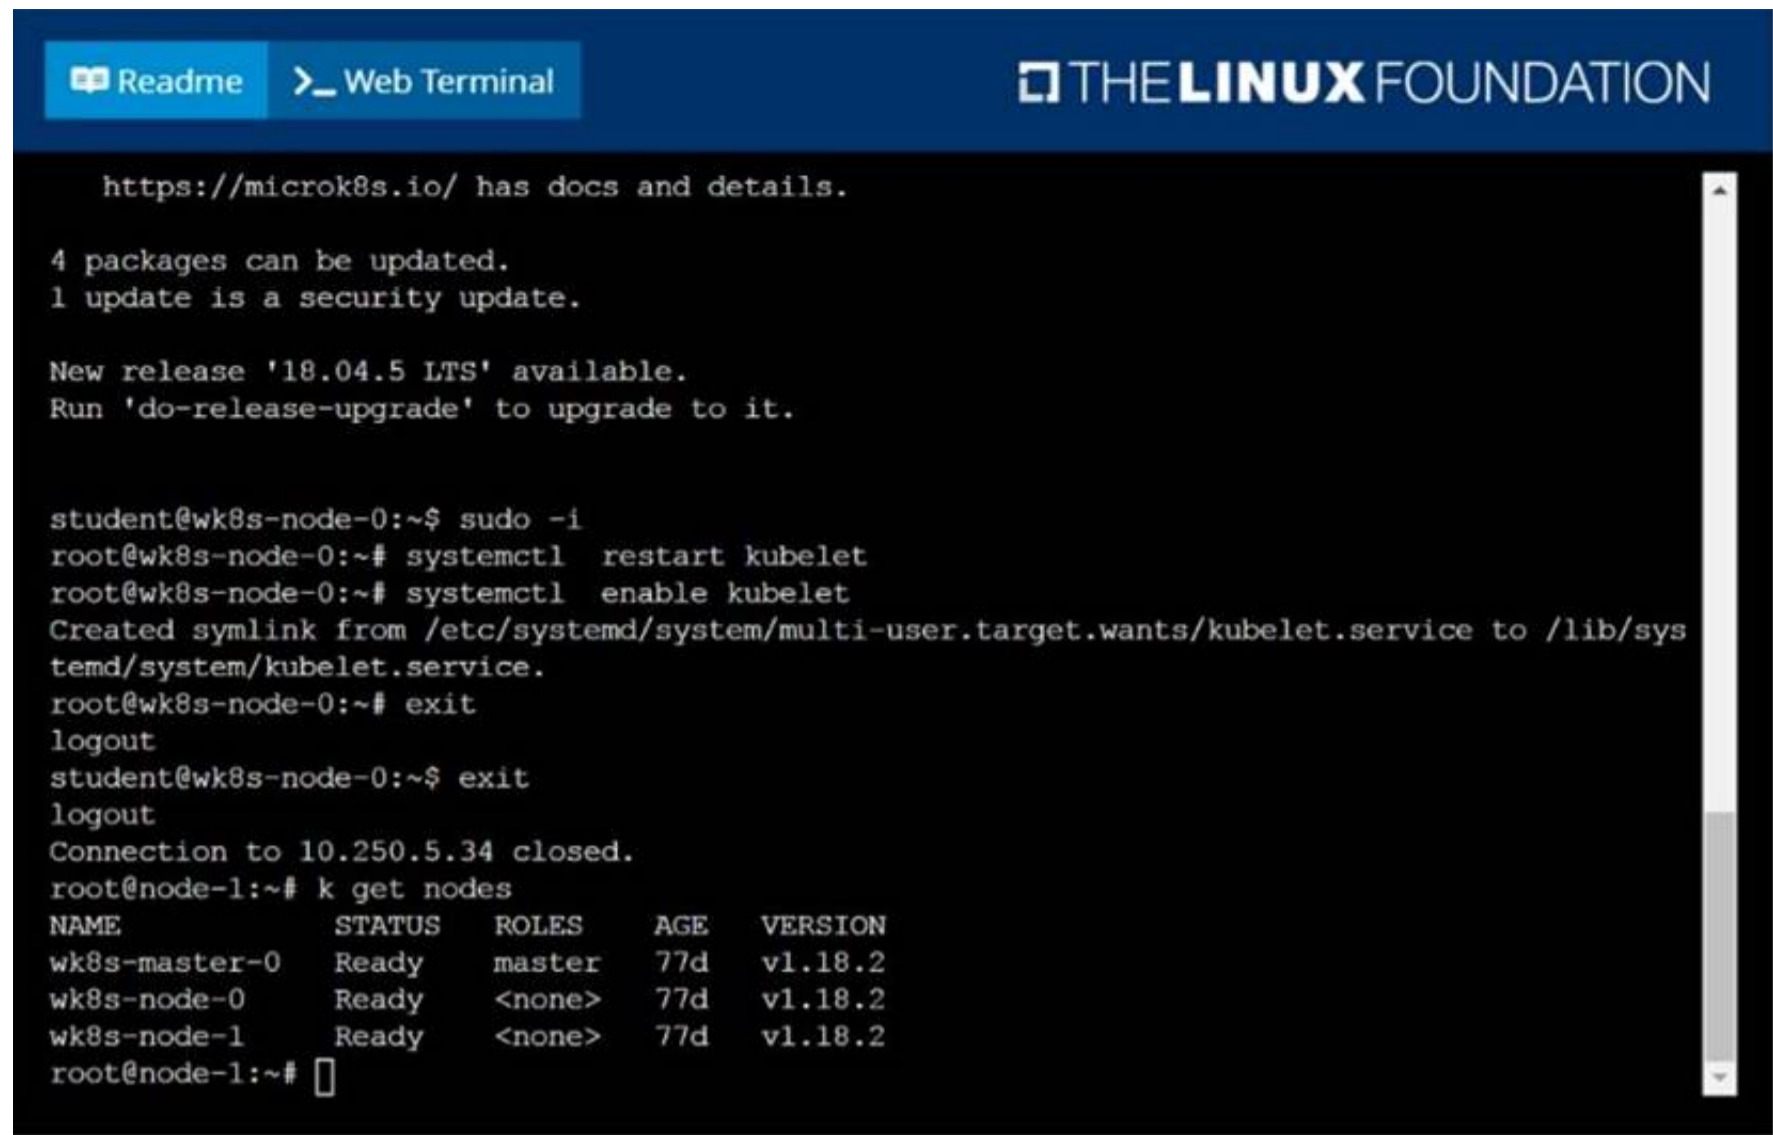 Readme
Web Terminal
THE LINUX FOUNDATION
https://microk8s.io/ has docs and details.
4 packages can be updated.
1 update is a security update.
New release '18.04.5 LTS' available.
Run 'do-release-upgrade' to upgrade to it.
student@wk8s-node-0:~$ sudo -i
root@wk8s-node-0:~# systemctl  restart kubelet
root@wk8s-node-0:~# systemctl  enable kubelet
Created symlink from /etc/systemd/system/multi-user.target.wants/kubelet.service to /lib/sys
temd/system/kubelet.service.
root@wk8s-node-0:~# exit
logout
student@wk8s-node-0:~$ exit
logout
Connection to 10.250.5.34 closed.
root@node-1:~# k get nodes
NAME            STATUS   ROLES    AGE   VERSION
wk8s-master-0   Ready    master   77d   v1.18.2
wk8s-node-0     Ready    <none>   77d   v1.18.2
wk8s-node-1     Ready    <none>   77d   v1.18.2
root@node-1:~#